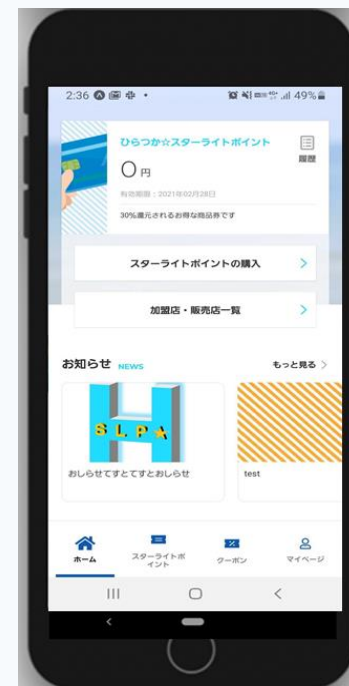 2:36
49%
ひらつか☆スターライトポイント
履歴
0 円
有効期限：2021年02月28日
30%還元されるお得な商品券です
スターライトポイントの購入
加盟店・販売店一覧
お知らせ NEWS
もっと見る
SLPA
おしらせてすとてすとおしらせ
test
ホーム
スターライトポ
イント
クーポン
マイページ